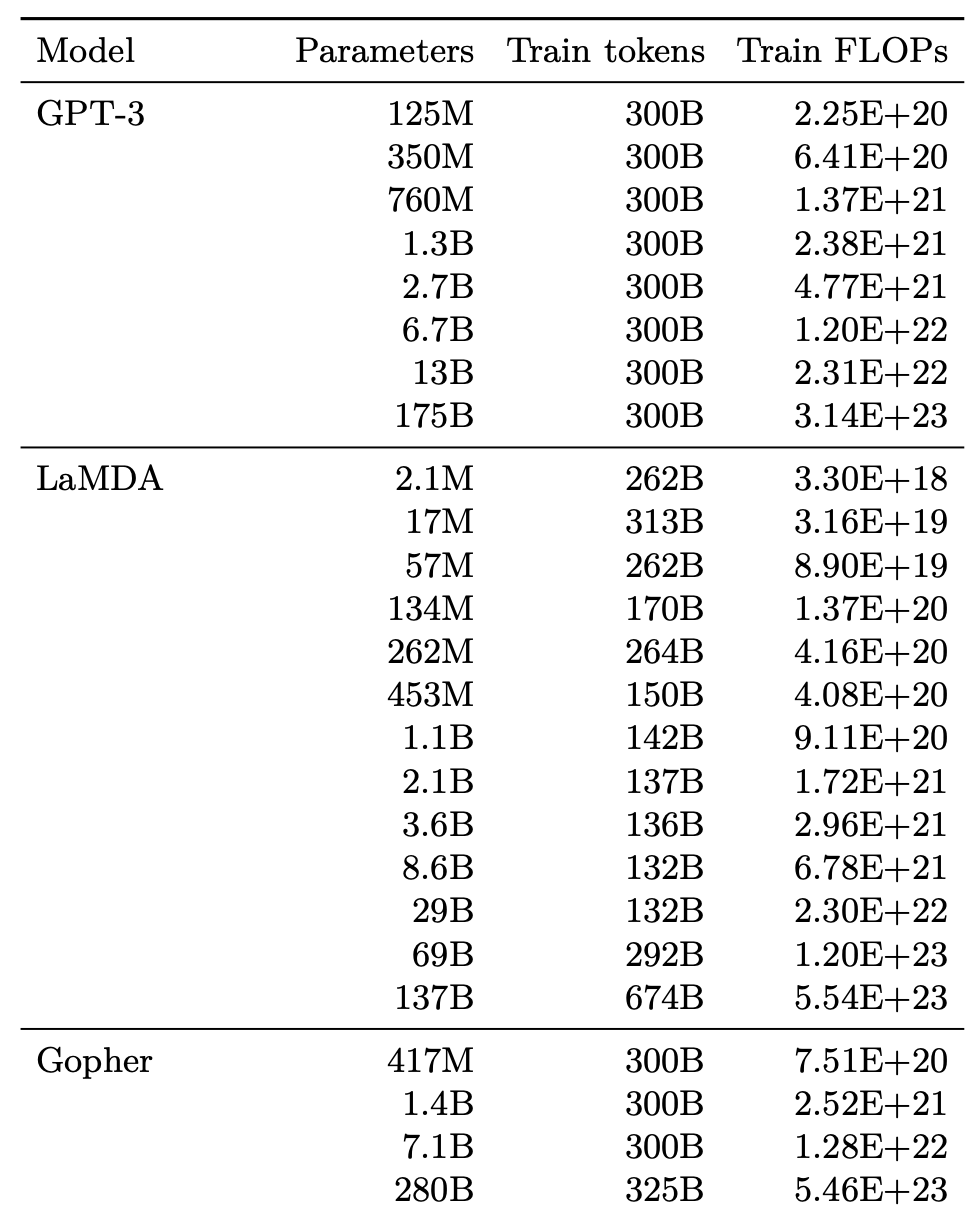 Model Parameters Train tokens Train FLOPs
GPT-3 125M 300B 2.25E+20
350M 300B 6.41E+20
760M 300B 1.37E+21
1.3B 300B 2.38E+21
2.7B 300B 4.77E+21
6.7B 300B 1.20E+22
13B 300B 2.31E+22
175B 300B 3.14E+23
LaMDA 2.1M 262B 3.30E+18
17M 313B 3.16E+19
57M 262B 8.90E+19
134M 170B 1.37E+20
262M 264B 4.16E+20
453M 150B 4.08E+20
1.1B 142B 9.11E+20
2.1B 137B 1.72E+21
3.6B 136B 2.96E+21
8.6B 132B 6.78E+21
29B 132B 2.30E+22
69B 292B 1.20E+23
137B 674B 5.54E+23
Gopher 417M 300B 7.51E+20
1.4B 300B 2.52E+21
7.1B 300B 1.28E+22
280B 325B 5.46E+23